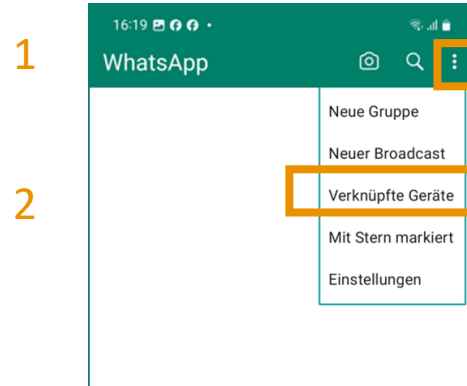 1
16:19
WhatsApp
Neue Gruppe
Neuer Broadcast
2
Verknüpfte Geräte
Mit Stern markiert
Einstellungen